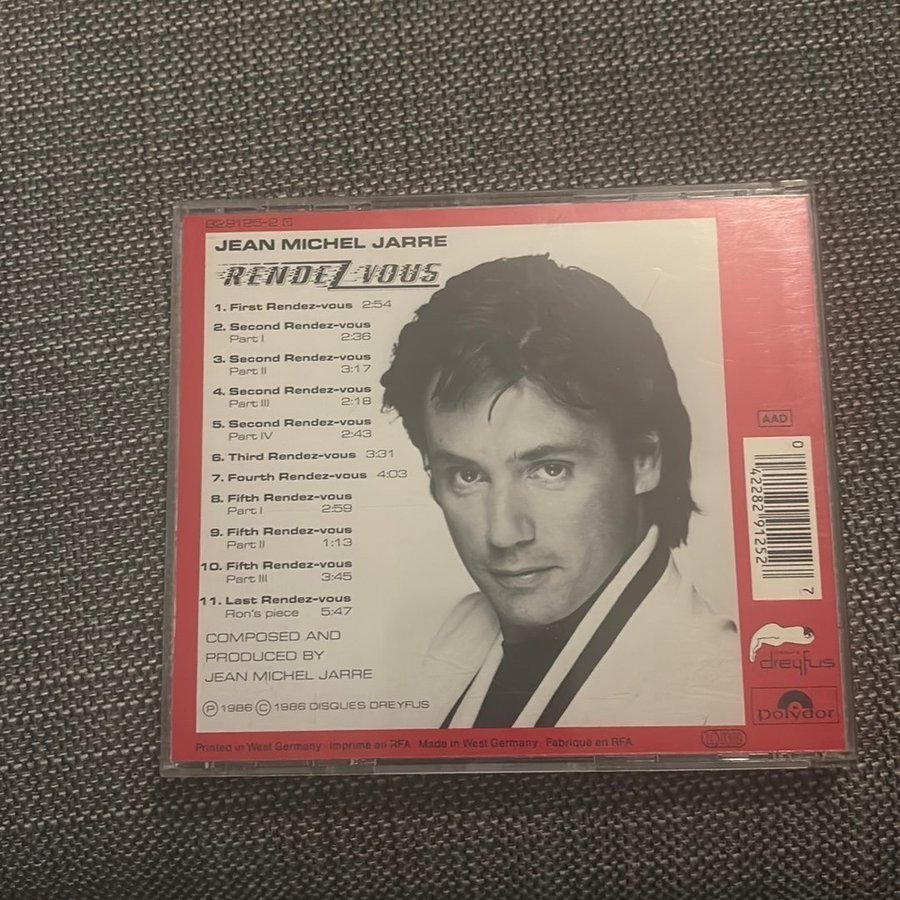 829125-2
JEAN MICHEL JARRE
RENDEZ-VOUS
1. First Rendez-vous 2:54
2. Second Rendez-vous
Part I 2:36
3. Second Rendez-vous
Part II 3:17
4. Second Rendez-vous
Part III 2:18
5. Second Rendez-vous
Part IV 2:43
6. Third Rendez-vous 3:31
7. Fourth Rendez-vous 4:03
8. Fifth Rendez-vous
Part I 2:59
9. Fifth Rendez-vous
Part II 1:13
10. Fifth Rendez-vous
Part III 3:45
11. Last Rendez-vous
Ron's piece 5:47
COMPOSED AND
PRODUCED BY
JEAN MICHEL JARRE
Ⓟ 1986 Ⓒ 1986 DISQUES DREYFUS
Printed in West Germany · Imprimé en RFA · Made in West Germany · Fabriqué en RFA
AAD
0 42282 91252 7
dreyfus
polydor